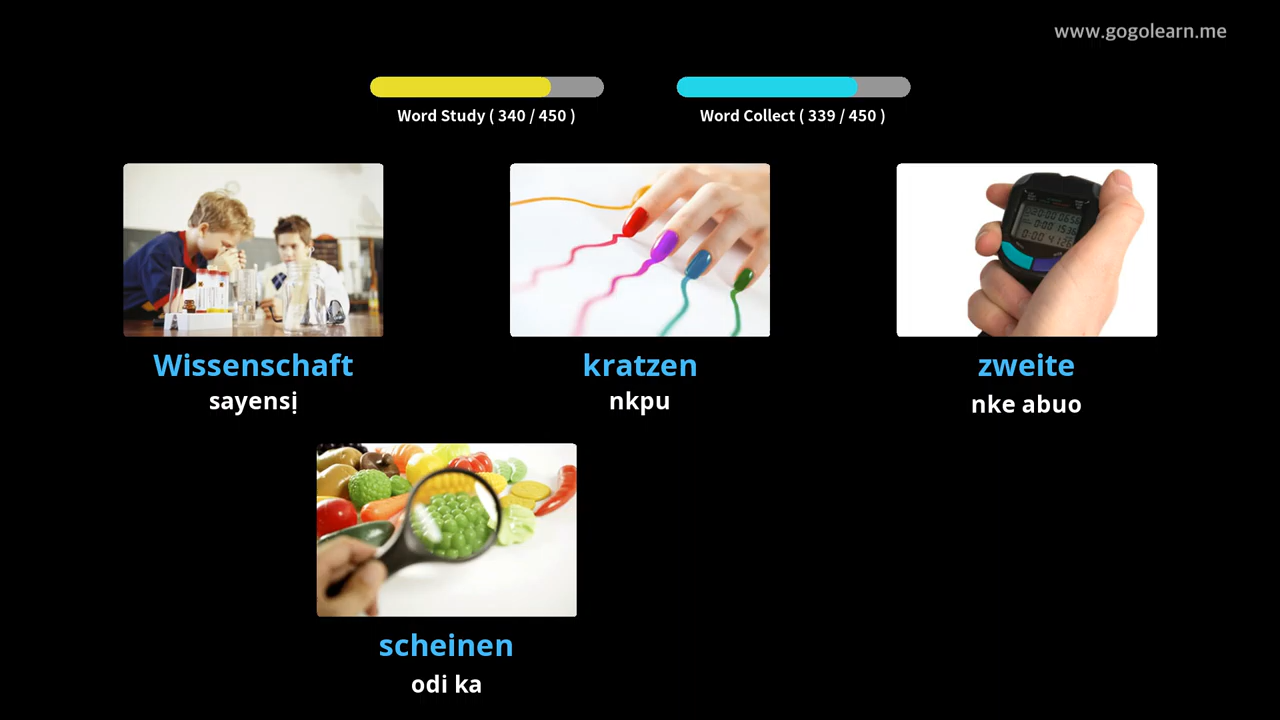 www.gogolearn.me
Word Study ( 340 / 450 )
Word Collect ( 339 / 450 )
Wissenschaft
sayensị
kratzen
nkpu
zweite
nke abuo
scheinen
odi ka